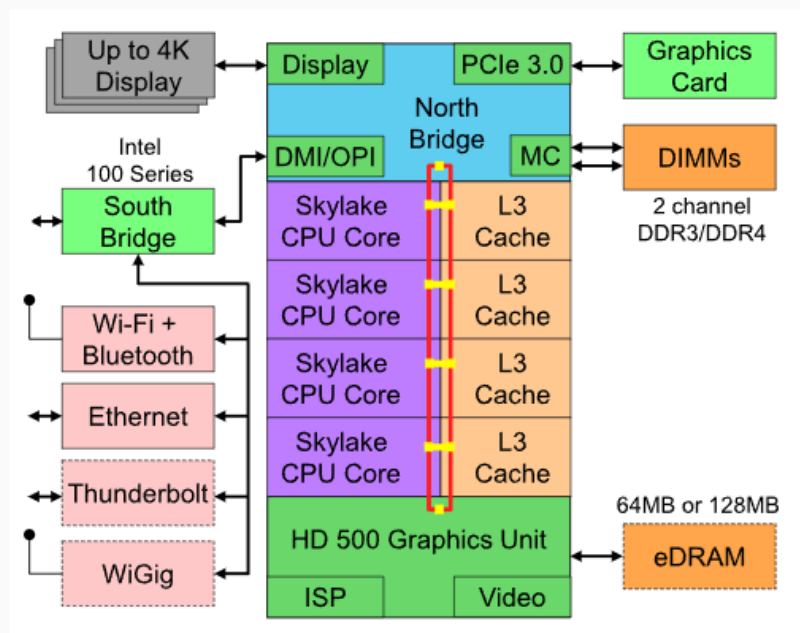 Up to 4K
Display
Display
PCIe 3.0
Graphics
Card
North
Bridge
Intel
100 Series
DMI/OPI
MC
DIMMs
2 channel
DDR3/DDR4
South
Bridge
Skylake
CPU Core
L3
Cache
Skylake
CPU Core
L3
Cache
Wi-Fi +
Bluetooth
Skylake
CPU Core
L3
Cache
Ethernet
Skylake
CPU Core
L3
Cache
Thunderbolt
64MB or 128MB
HD 500 Graphics Unit
eDRAM
WiGig
ISP
Video